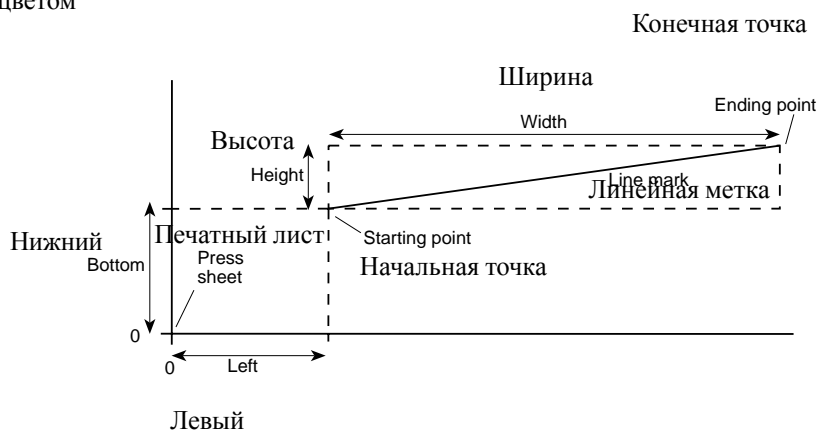 цветом
Конечная точка
Ширина
Ending point
Width
Высота
Height
Line mark
Линейная метка
Печатный лист
Starting point
Нижний
Bottom
Press
sheet
Начальная точка
0
0
Left
Левый